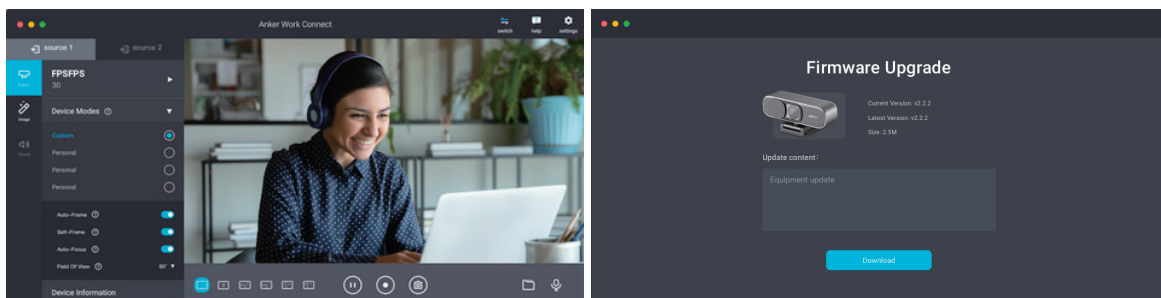 Anker Work Connect
switch
help
settings
source 1
source 2
FPSFPS
30
Device Modes
Image
Sound
Custom
Personal
Personal
Personal
Auto-Frame
Self-Frame
Auto-Focus
Field Of View
90°
Device Information
Firmware Upgrade
Current Version: v2.2.2
Latest Version: v2.2.2
Size: 2.5M
Update content:
Equipment update
Download